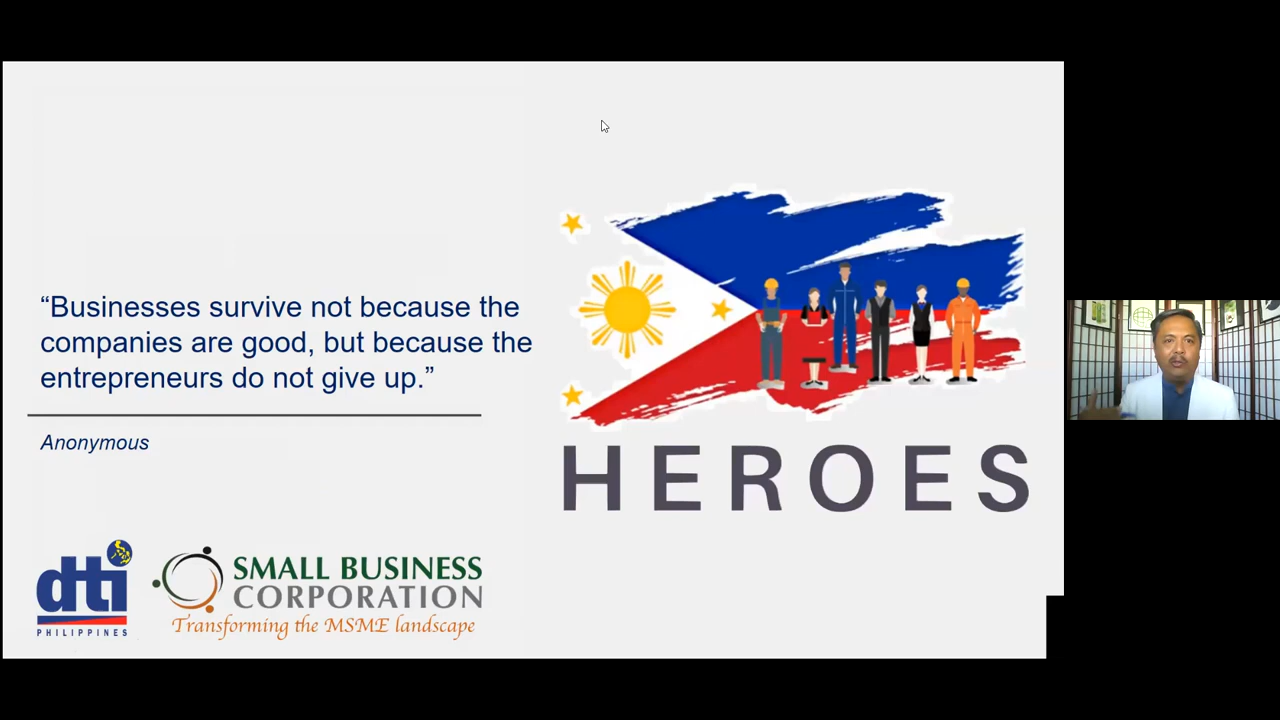 “Businesses survive not because the
companies are good, but because the
entrepreneurs do not give up.”
Anonymous
HEROES
dti
PHILIPPINES
SMALL BUSINESS
CORPORATION
Transforming the MSME landscape